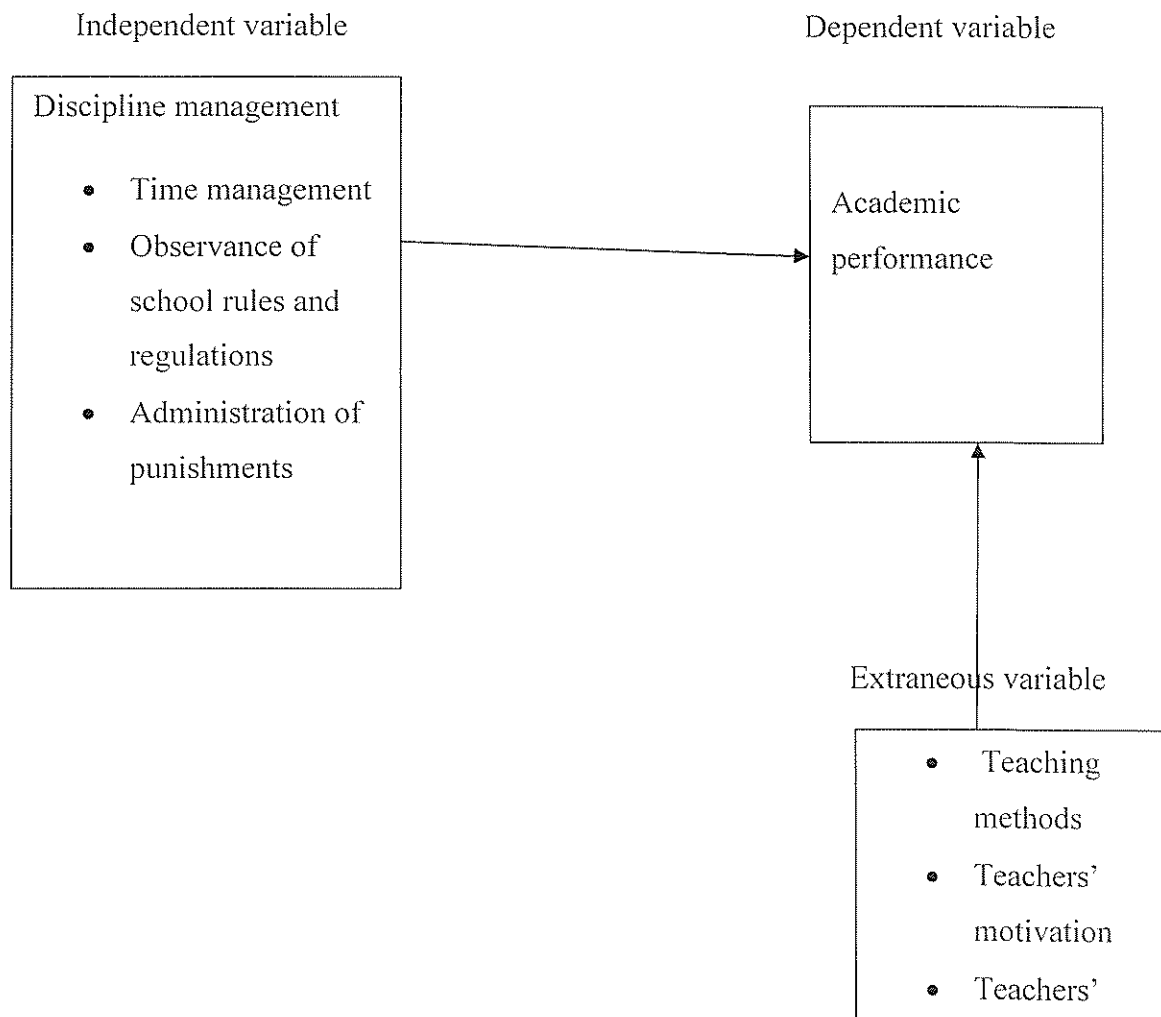 Independent variable
Discipline management
• Time management
• Observance of
school rules and
regulations
• Administration of
punishments
Dependent variable
Academic
performance
Extraneous variable
• Teaching
methods
• Teachers’
motivation
• Teachers’